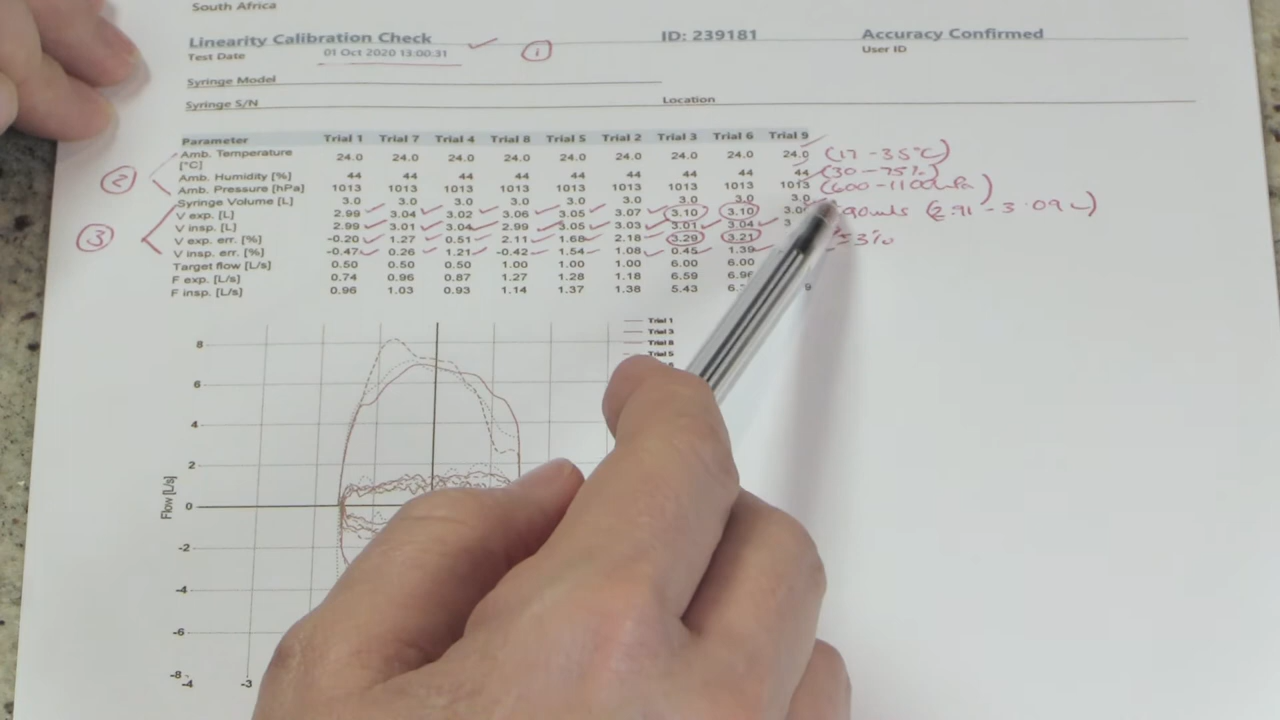 South Africa
Linearity Calibration Check ID: 239181 Accuracy Confirmed
Test Date 01 Oct 2020 13:00:31 ① User ID
Syringe Model
Syringe S/N Location
Parameter Trial 1 Trial 7 Trial 4 Trial 8 Trial 5 Trial 2 Trial 3 Trial 6 Trial 9
Amb. Temperature [°C] 24.0 24.0 24.0 24.0 24.0 24.0 24.0 24.0 24.0 (17-35°C)
② Amb. Humidity [%] 44 44 44 44 44 44 44 44 44 (30-75%)
Amb. Pressure [hPa] 1013 1013 1013 1013 1013 1013 1013 1013 1013 (600-1100hPa)
Syringe Volume [L] 3.0 3.0 3.0 3.0 3.0 3.0 3.0 3.0 3.0
V exp. [L] 2.99 3.04 3.02 3.06 3.05 3.07 3.10 3.10 90mls (2.91-3.09L)
③ V insp. [L] 2.99 3.01 3.04 2.99 3.05 3.03 3.01 3.04
V exp. err. [%] -0.20 1.27 0.51 2.11 1.68 2.18 3.29 3.21 ±3%
V insp. err. [%] -0.47 0.26 1.21 -0.42 1.54 1.08 0.45 1.39
Target flow [L/s] 0.50 0.50 0.50 1.00 1.00 1.00 6.00 6.00
F exp. [L/s] 0.74 0.96 0.87 1.27 1.28 1.18 6.59 6.96
F insp. [L/s] 0.96 1.03 0.93 1.14 1.37 1.38 5.43
Trial 1
Trial 3
Trial 8
Trial 5
8
6
4
2
Flow [L/s] 0
-2
-4
-6
-8
-4 -3